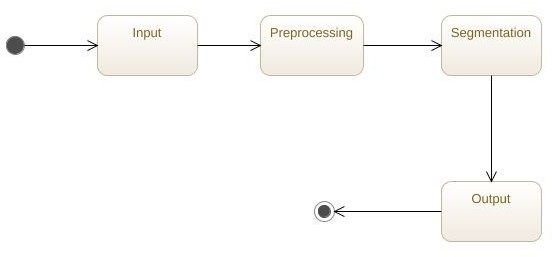 Input
Preprocessing
Segmentation
Output